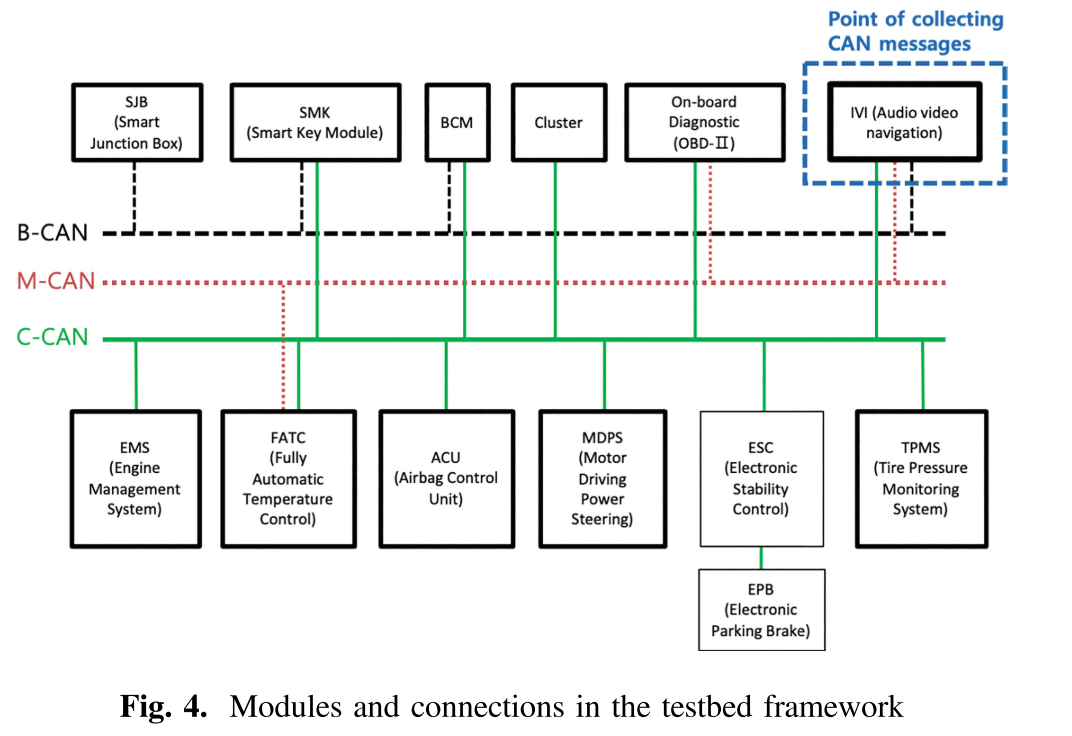 Point of collecting
CAN messages
SJB
(Smart
Junction Box)
SMK
(Smart Key Module)
BCM
Cluster
On-board
Diagnostic
(OBD-Ⅱ)
IVI (Audio video
navigation)
B-CAN
M-CAN
C-CAN
EMS
(Engine
Management
System)
FATC
(Fully
Automatic
Temperature
Control)
ACU
(Airbag Control
Unit)
MDPS
(Motor
Driving
Power
Steering)
ESC
(Electronic
Stability
Control)
TPMS
(Tire Pressure
Monitoring
System)
EPB
(Electronic
Parking Brake)
Fig. 4. Modules and connections in the testbed framework